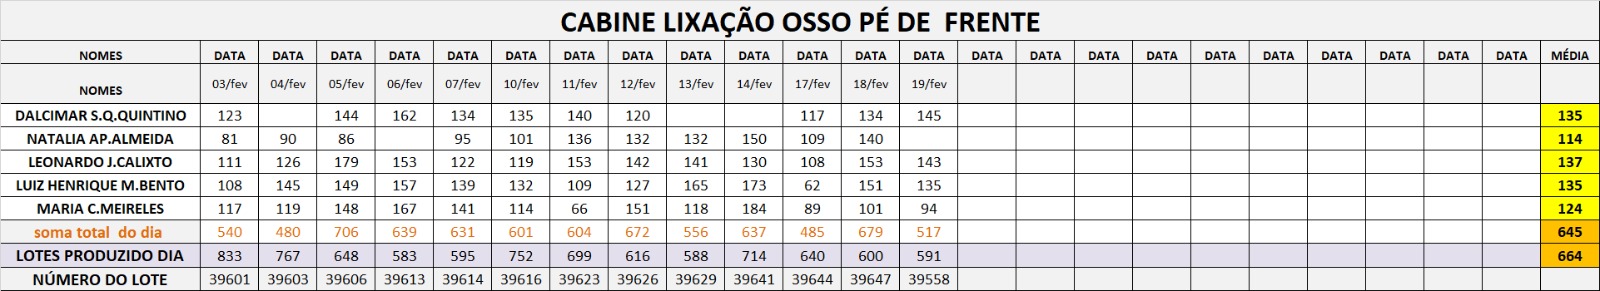 CABINE LIXAÇÃO OSSO PÉ DE FRENTE
NOMES DATA DATA DATA DATA DATA DATA DATA DATA DATA DATA DATA DATA DATA DATA DATA DATA DATA DATA DATA DATA DATA DATA DATA MÉDIA
NOMES 03/fev 04/fev 05/fev 06/fev 07/fev 10/fev 11/fev 12/fev 13/fev 14/fev 17/fev 18/fev 19/fev
DALCIMAR S.Q.QUINTINO 123 144 162 134 135 140 120 117 134 145 135
NATALIA AP.ALMEIDA 81 90 86 95 101 136 132 132 150 109 140 114
LEONARDO J.CALIXTO 111 126 179 153 122 119 153 142 141 130 108 153 143 137
LUIZ HENRIQUE M.BENTO 108 145 149 157 139 132 109 127 165 173 62 151 135 135
MARIA C.MEIRELES 117 119 148 167 141 114 66 151 118 184 89 101 94 124
soma total do dia 540 480 706 639 631 601 604 672 556 637 485 679 517 645
LOTES PRODUZIDO DIA 833 767 648 583 595 752 699 616 588 714 640 600 591 664
NÚMERO DO LOTE 39601 39603 39606 39613 39614 39616 39623 39626 39629 39641 39644 39647 39558